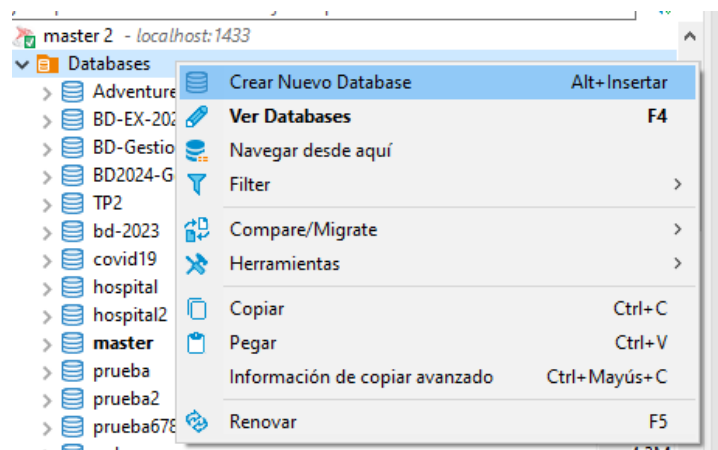 master 2 - localhost:1433
Databases
Adventure
BD-EX-202
BD-Gestio
BD2024-G
TP2
bd-2023
covid19
hospital
hospital2
master
prueba
prueba2
prueba678
Crear Nuevo Database Alt+Insertar
Ver Databases F4
Navegar desde aquí
Filter
Compare/Migrate
Herramientas
Copiar Ctrl+C
Pegar Ctrl+V
Información de copiar avanzado Ctrl+Mayús+C
Renovar F5